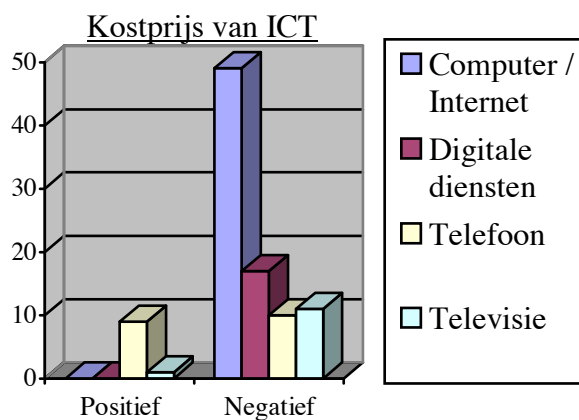 Kostprijs van ICT
50
40
30
20
10
0
Positief
Negatief
Computer /
Internet
Digitale
diensten
Telefoon
Televisie